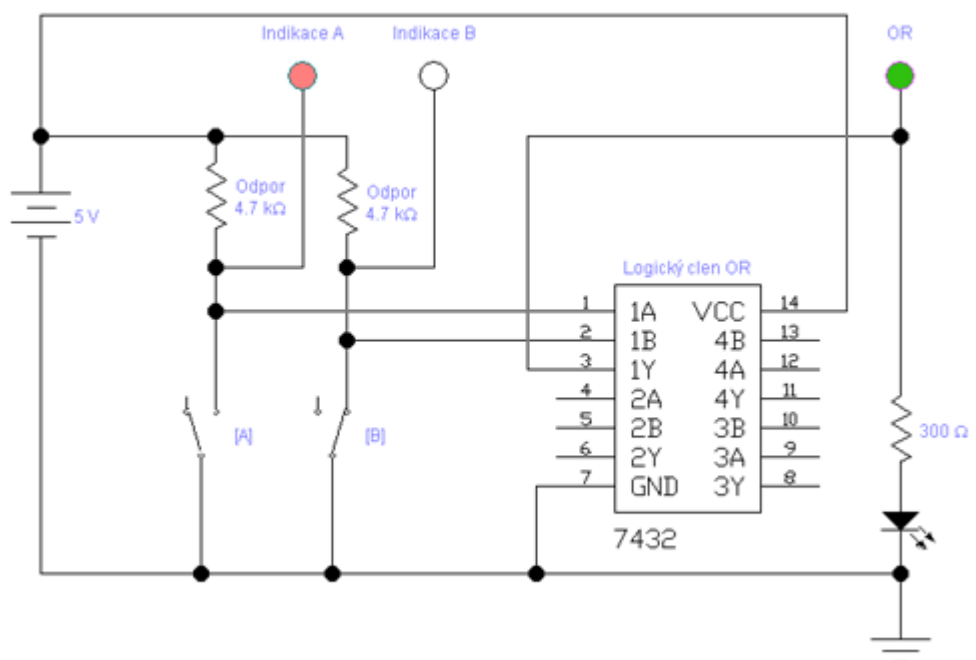 Indikace A
Indikace B
OR
Odpor
4.7 kΩ
Odpor
4.7 kΩ
5 V
Logický clen OR
1 1A VCC 14
2 1B 4B 13
3 1Y 4A 12
4 2A 4Y 11
5 2B 3B 10
6 2Y 3A 9
7 GND 3Y 8
7432
[A]
[B]
300 Ω